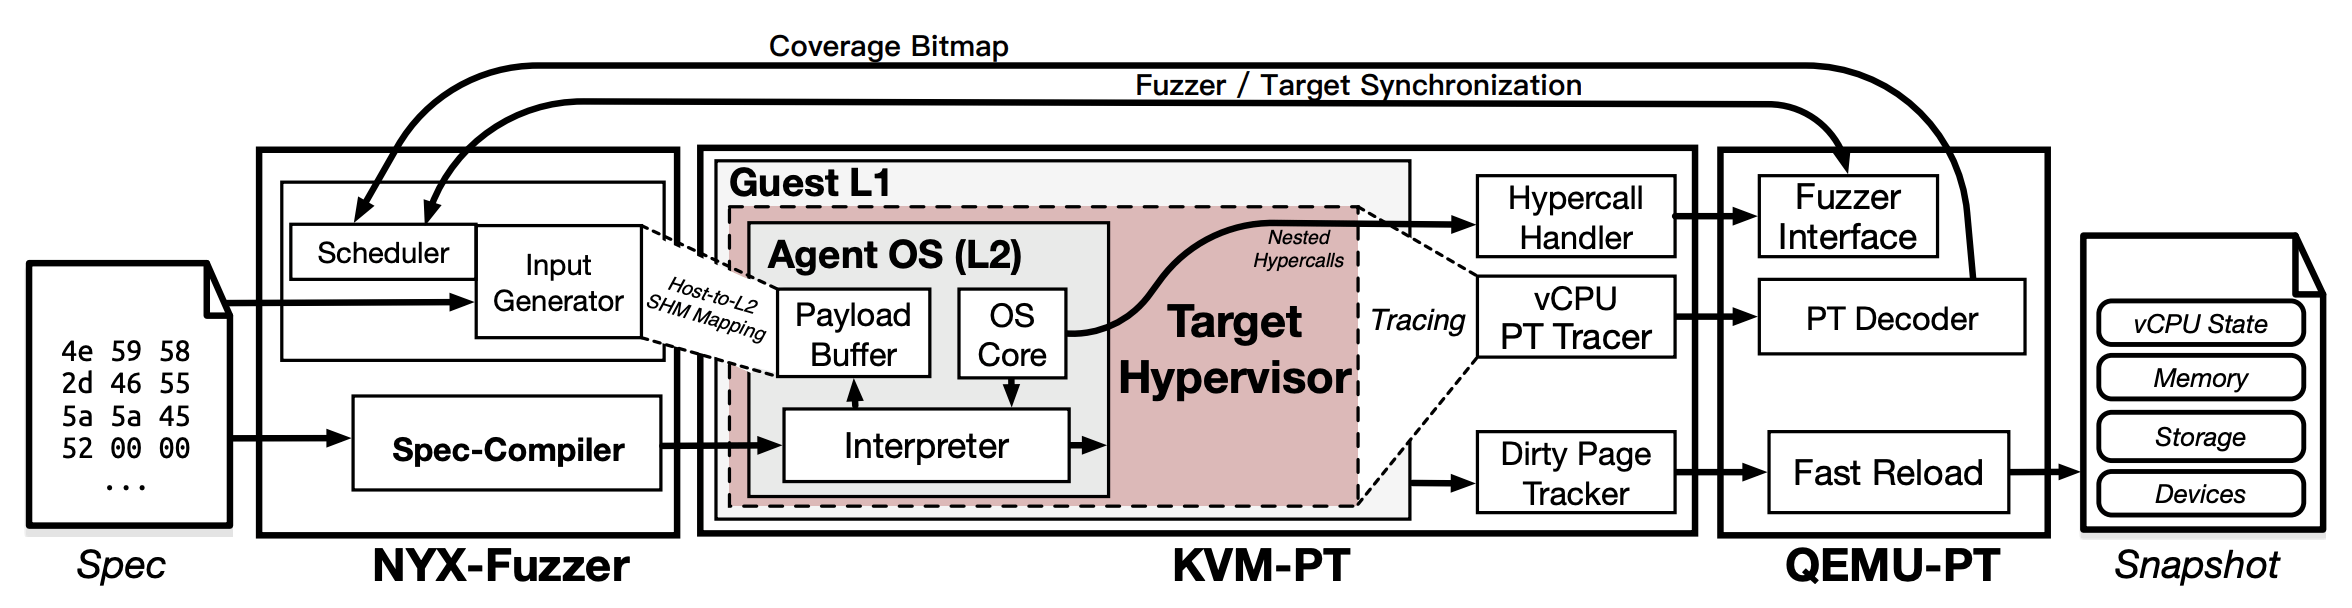 Coverage Bitmap
Fuzzer / Target Synchronization
4e 59 58
2d 46 55
5a 5a 45
52 00 00
...
Spec
Scheduler
Input
Generator
Spec-Compiler
NYX-Fuzzer
Host-to-L2
SHM Mapping
Guest L1
Agent OS (L2)
Payload
Buffer
OS
Core
Interpreter
Nested
Hypercalls
Target
Hypervisor
Tracing
Hypercall
Handler
vCPU
PT Tracer
Dirty Page
Tracker
KVM-PT
Fuzzer
Interface
PT Decoder
Fast Reload
QEMU-PT
vCPU State
Memory
Storage
Devices
Snapshot